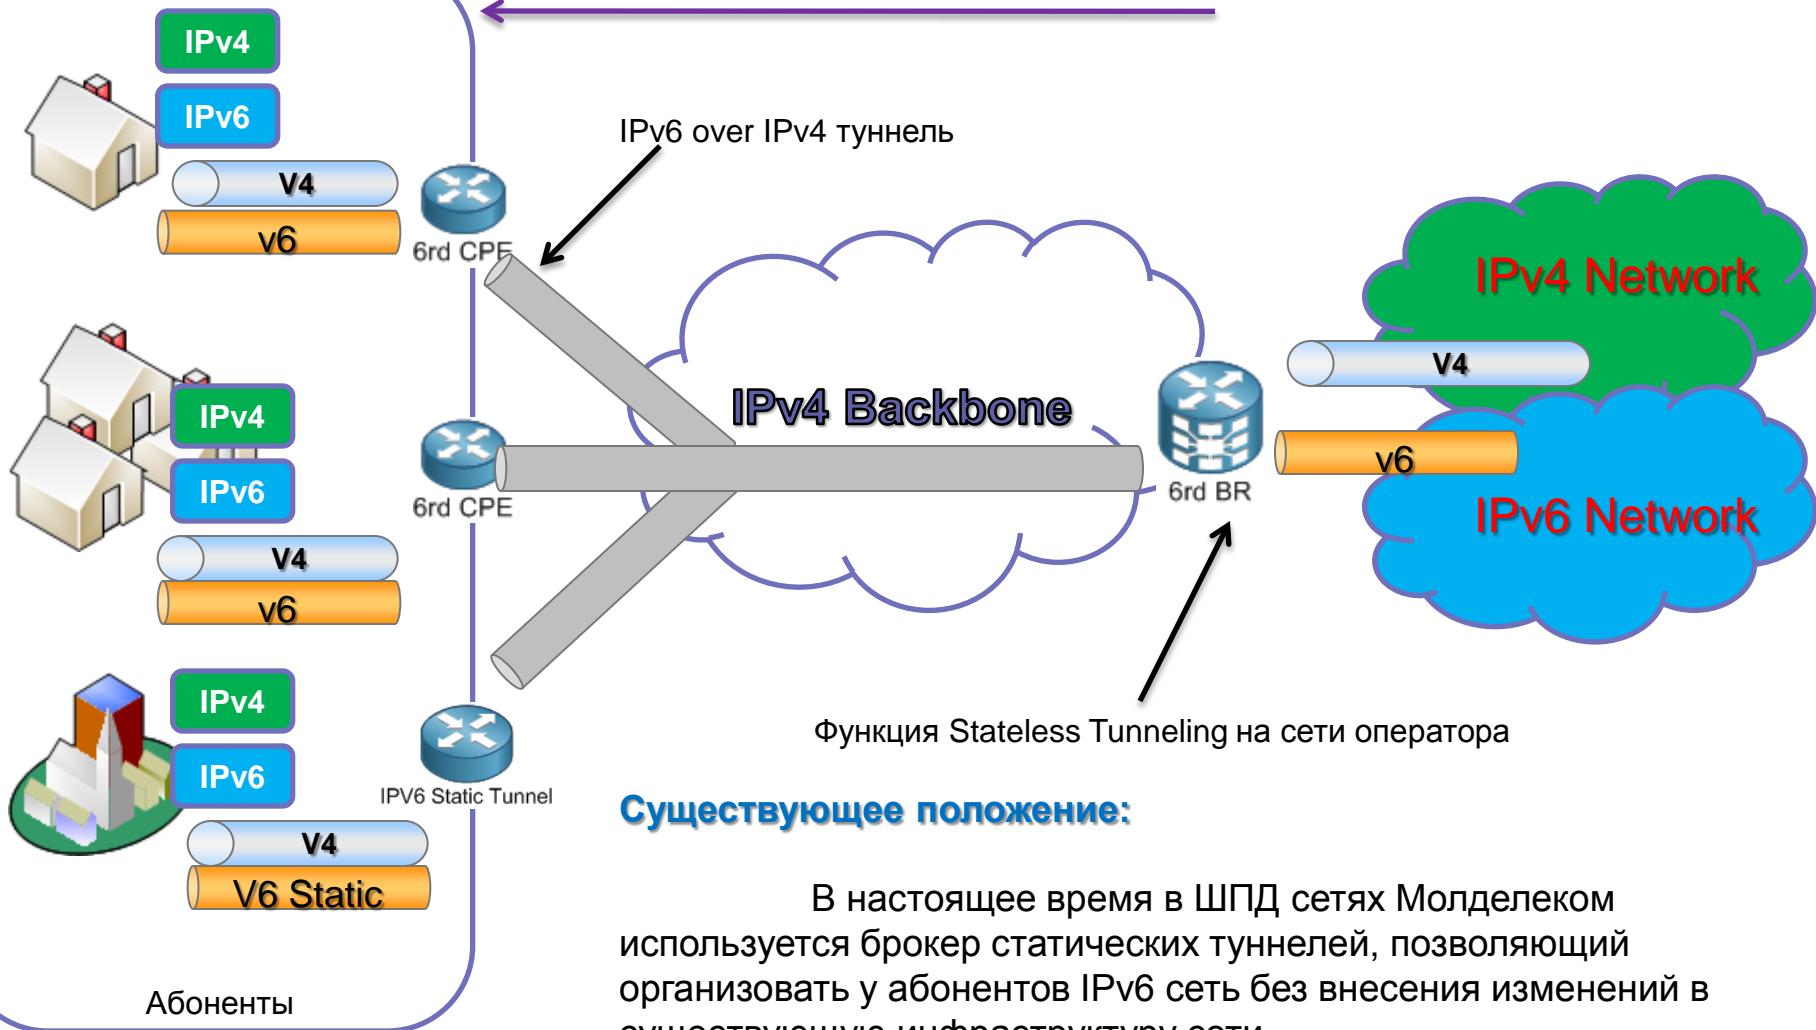 IPv4
IPv6
V4
v6
6rd CPE
IPv6 over IPv4 туннель
IPv4
IPv6
V4
v6
6rd CPE
IPv4 Backbone
6rd BR
V4
v6
IPv4 Network
IPv6 Network
IPv4
IPv6
V4
V6 Static
IPV6 Static Tunnel
Абоненты
Функция Stateless Tunneling на сети оператора
Существующее положение:
В настоящее время в ШПД сетях Молделеком
используется брокер статических туннелей, позволяющий
организовать у абонентов IPv6 сеть без внесения изменений в
существующую инфраструктуру сети